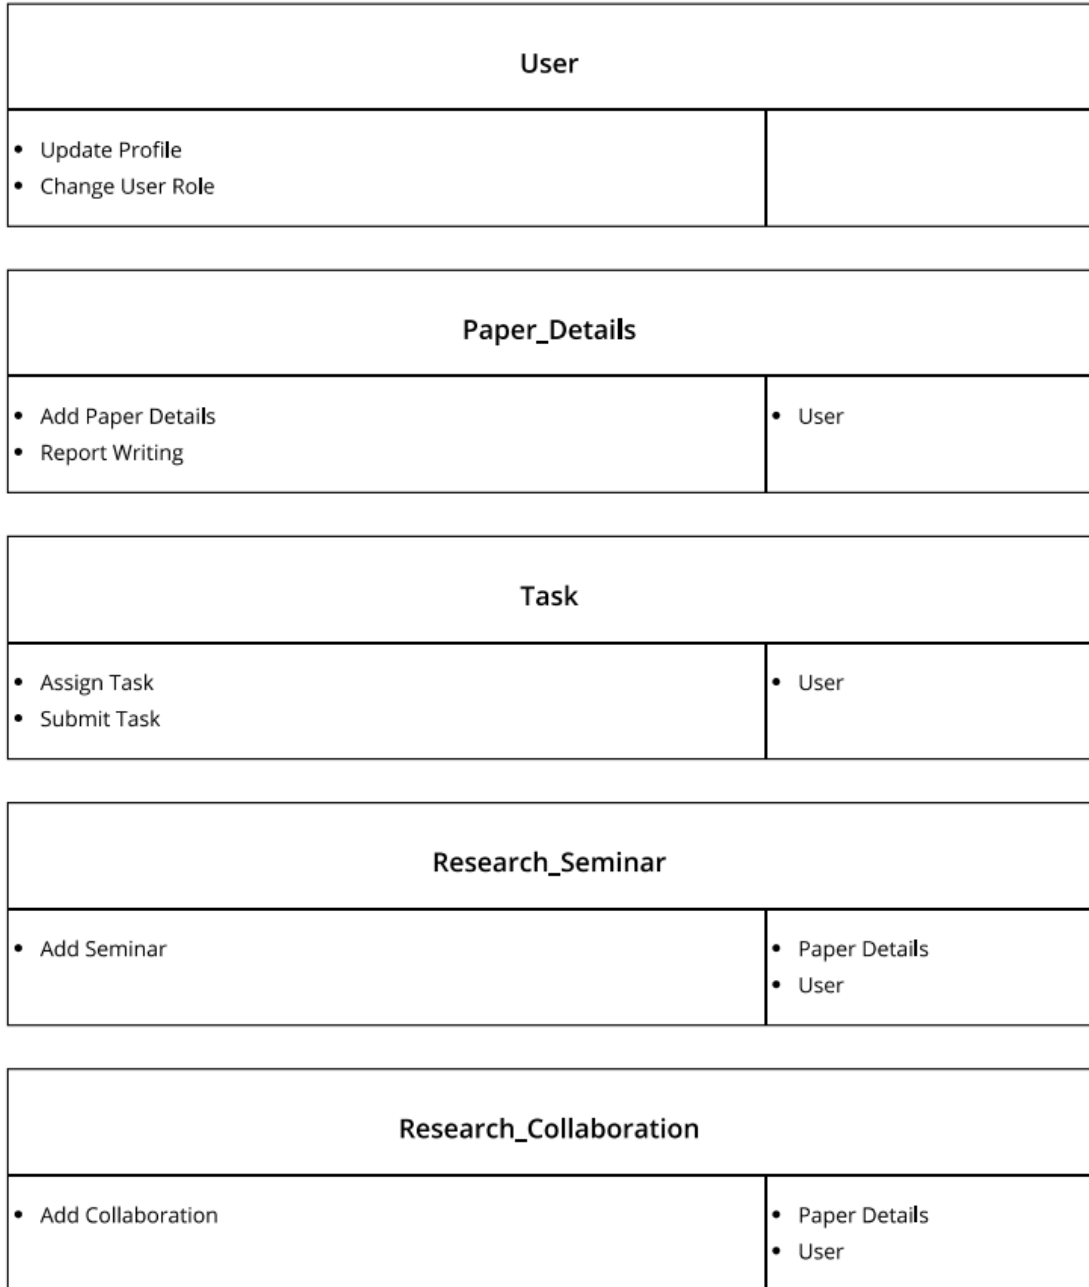 User
• Update Profile
• Change User Role
Paper_Details
• Add Paper Details
• Report Writing
• User
Task
• Assign Task
• Submit Task
• User
Research_Seminar
• Add Seminar
• Paper Details
• User
Research_Collaboration
• Add Collaboration
• Paper Details
• User